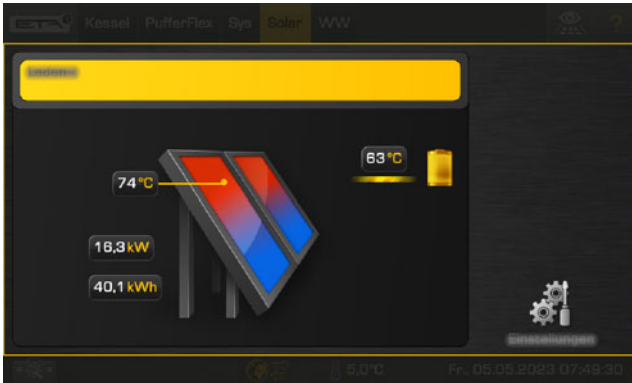 ETA Kessel PufferFlex Sys Solar WW ?
63°C
74°C
16,3 kW
40,1 kWh
Einstellungen
5,0°C Fr., 05.05.2023 07:49:30